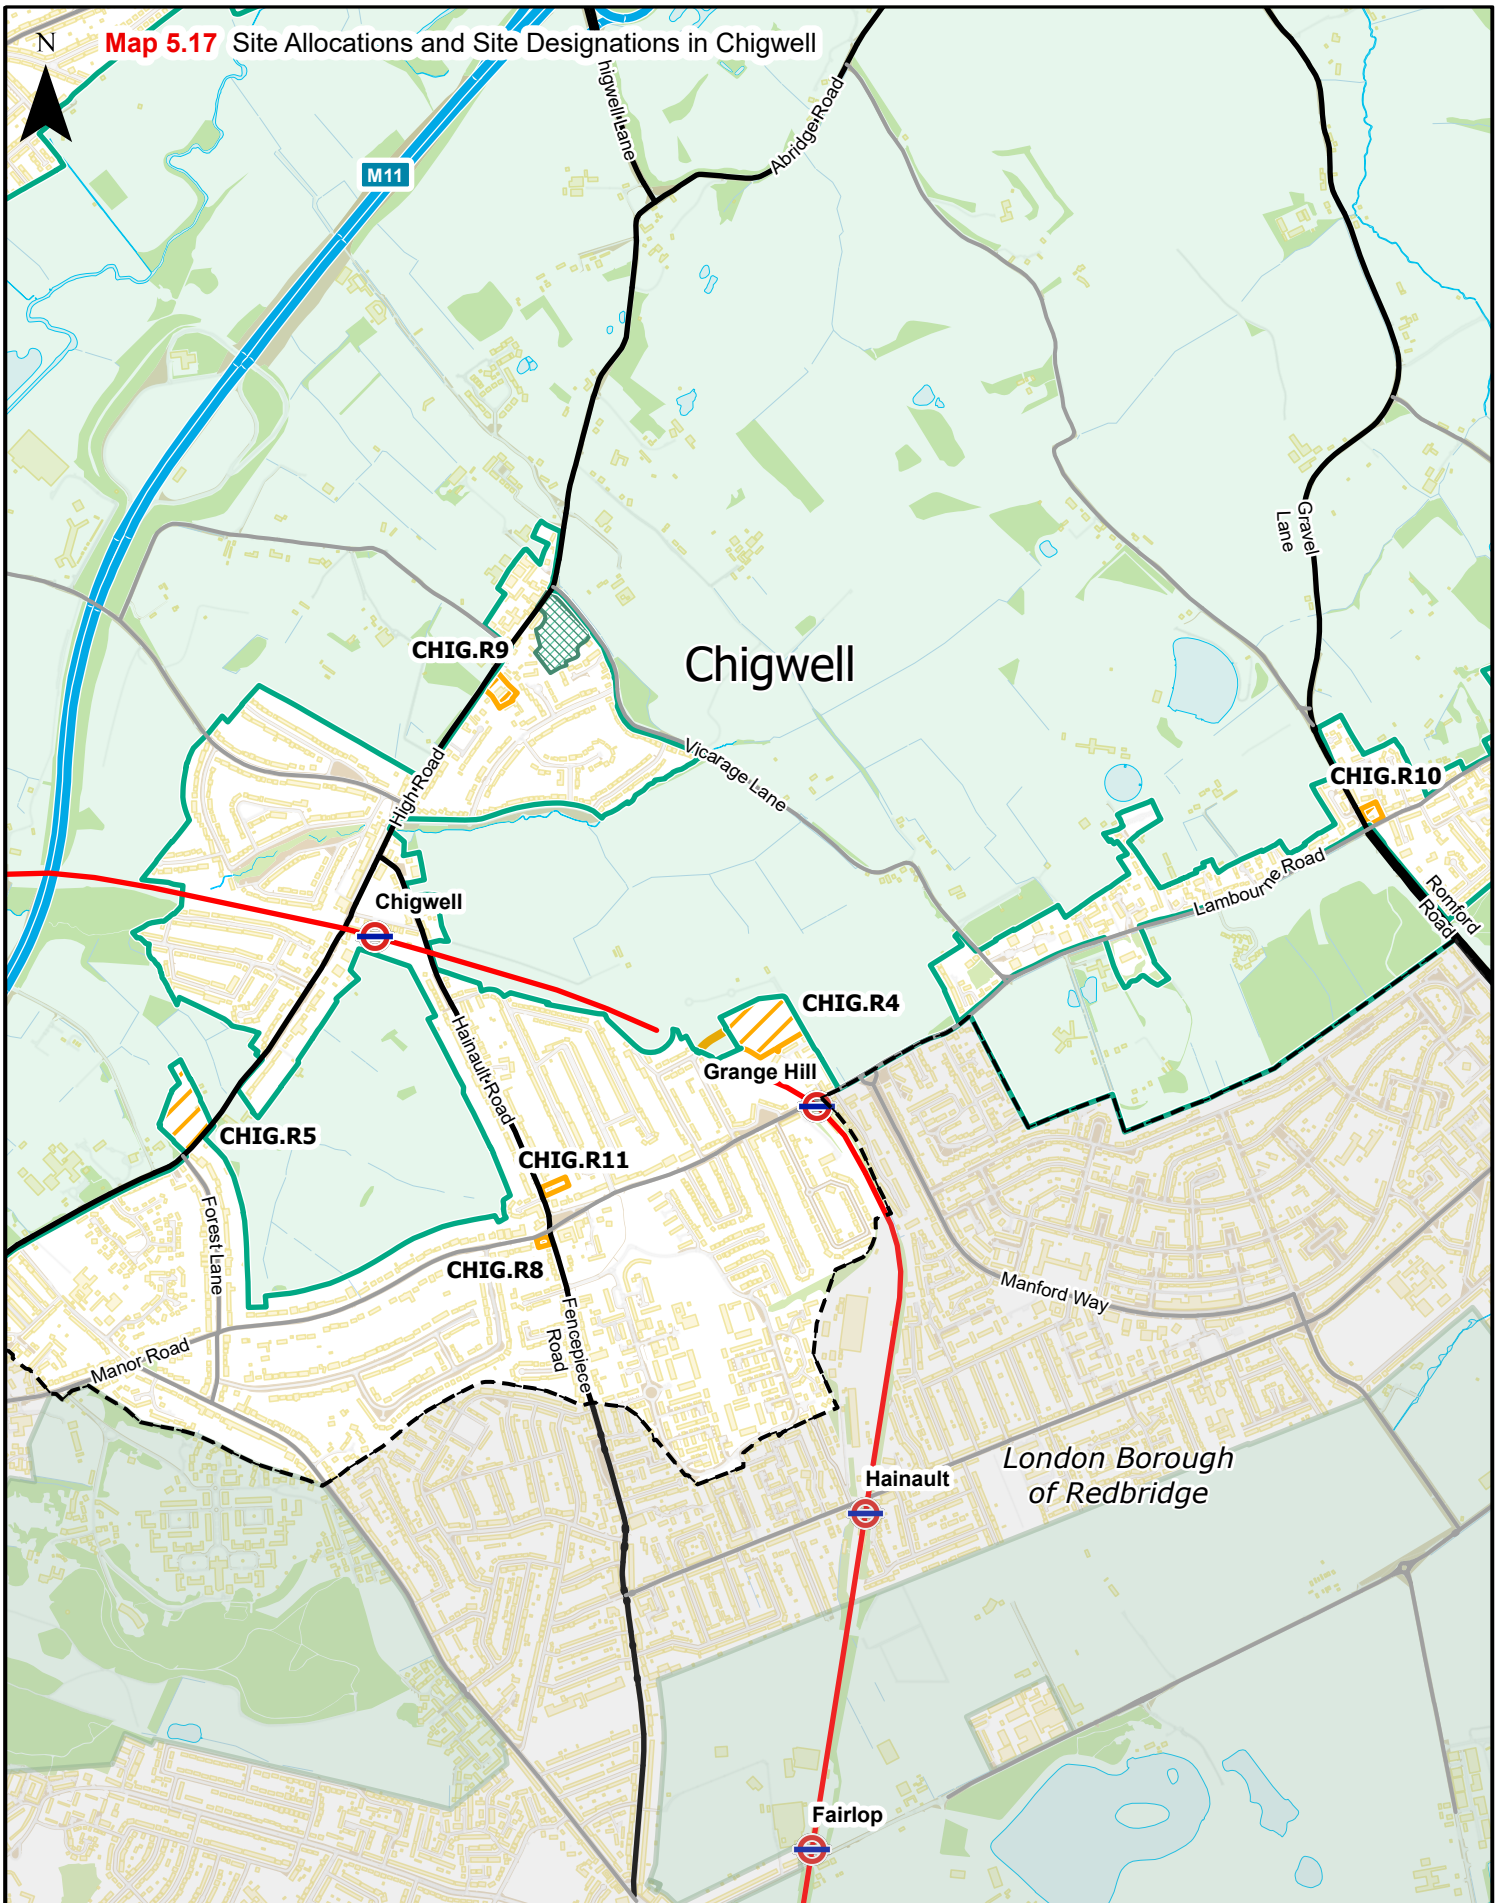 N
Map 5.17 Site Allocations and Site Designations in Chigwell
higwell Lane
Abridge Road
M11
Gravel
Lane
CHIG.R9
Chigwell
Vicarage Lane
High Road
CHIG.R10
Lambourne Road
Romford
Road
Chigwell
CHIG.R4
Hainault Road
Grange Hill
CHIG.R5
CHIG.R11
Forest Lane
CHIG.R8
Manford Way
Fencepiece
Road
Manor Road
London Borough
of Redbridge
Hainault
Fairlop